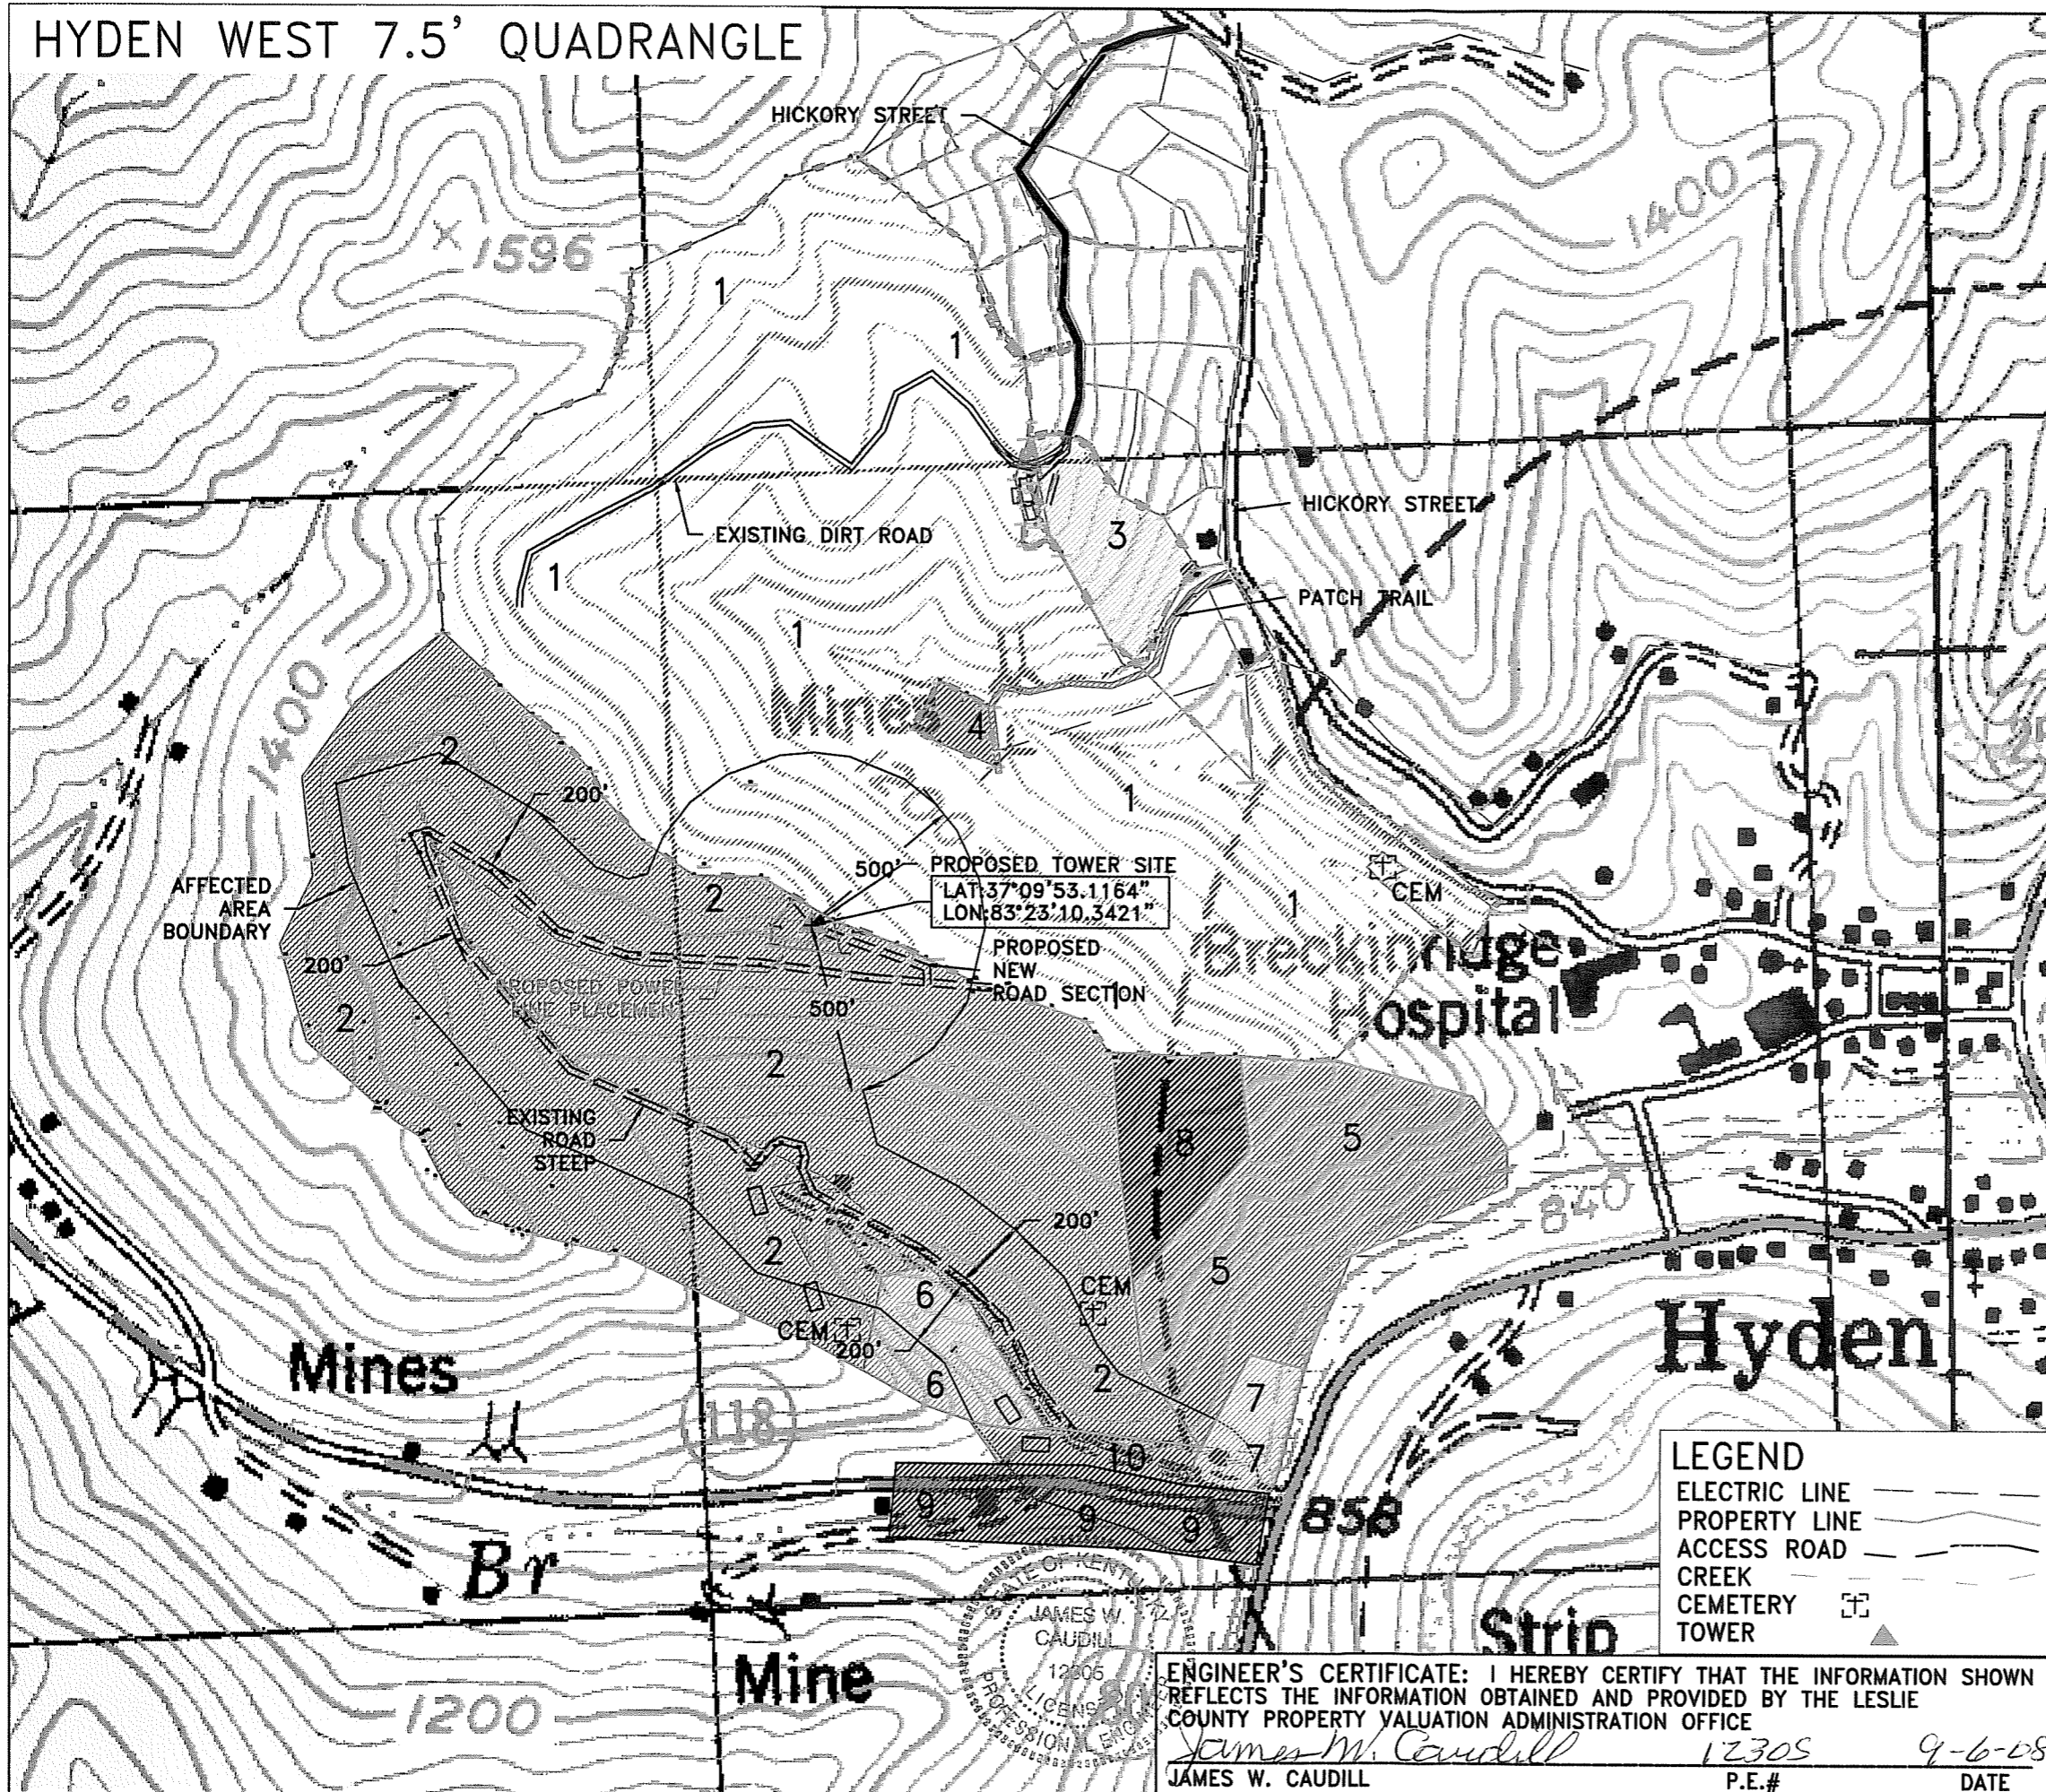 HYDEN WEST 7.5' QUADRANGLE
HICKORY STREET
1596
1400
1
1
EXISTING DIRT ROAD
3
HICKORY STREET
PATCH TRAIL
1
1
Mines
4
1400
2
200'
1
500'
PROPOSED TOWER SITE
LAT:37°09'53.1164"
LON:83°23'10.3421"
2
1
CEM
AFFECTED
AREA
BOUNDARY
200'
PROPOSED
NEW
ROAD SECTION
1
Breckinridge
Hospital
PROPOSED POWER
LINE PLACEMENT
500'
2
2
EXISTING
ROAD
STEEP
8
5
840
200'
2
5
6
CEM
CEM
200'
Hyden
Mines
118
6
2
7
7
10
9
9
9
858
Br
Mine
Strip
1200
LEGEND
ELECTRIC LINE
PROPERTY LINE
ACCESS ROAD
CREEK
CEMETERY
TOWER
STATE OF KENTUCKY
JAMES W.
CAUDILL
12305
LICENSED
PROFESSIONAL ENGINEER
ENGINEER'S CERTIFICATE: I HEREBY CERTIFY THAT THE INFORMATION SHOWN
REFLECTS THE INFORMATION OBTAINED AND PROVIDED BY THE LESLIE
COUNTY PROPERTY VALUATION ADMINISTRATION OFFICE
James W. Caudill 12305 9-6-08
JAMES W. CAUDILL P.E.# DATE